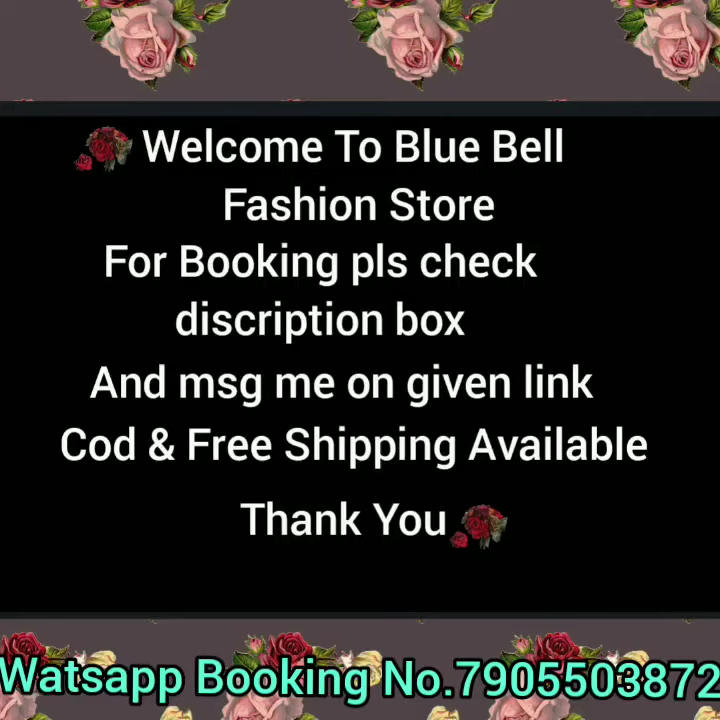 Welcome To Blue Bell
Fashion Store
For Booking pls check
discription box
And msg me on given link
Cod & Free Shipping Available
Thank You
Watsapp Booking No.7905503872